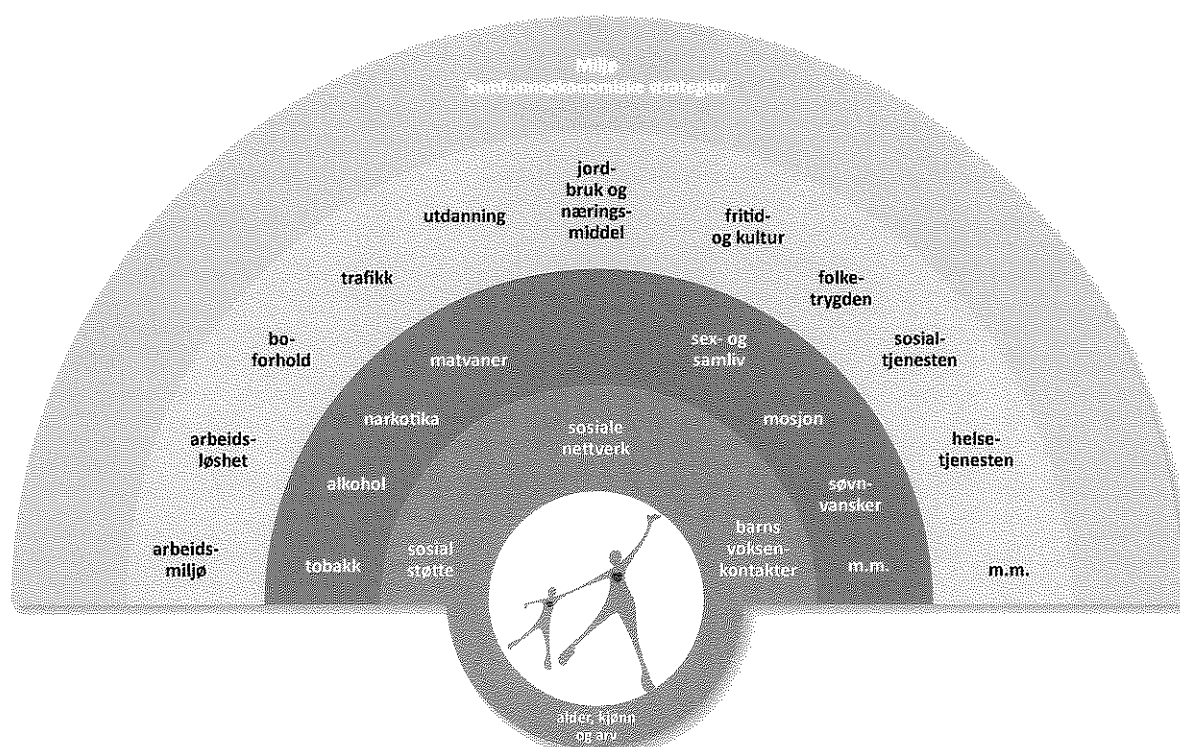 Miljø
Samfunnsøkonomiske strategier
jord-
bruk og
nærings-
middel
utdanning
fritid-
og kultur
trafikk
folke-
trygden
bo-
forhold
sosial-
tjenesten
arbeids-
løshet
helse-
tjenesten
arbeids-
miljø
m.m.
matvaner
sex- og
samliv
narkotika
mosjon
alkohol
søvn-
vansker
tobakk
m.m.
sosiale
nettverk
sosial
støtte
barns
voksen-
kontakter
alder, kjønn
og arv